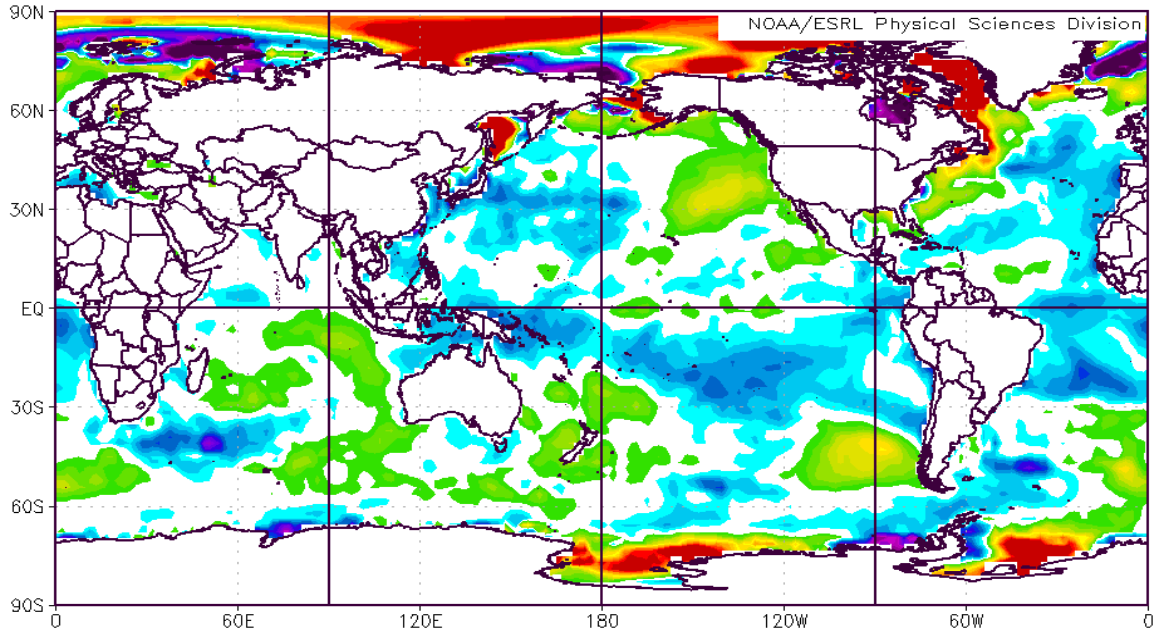 NOAA/ESRL Physical Sciences Division
90N
60N
30N
EQ
30S
60S
90S
0 60E 120E 180 120W 60W 0